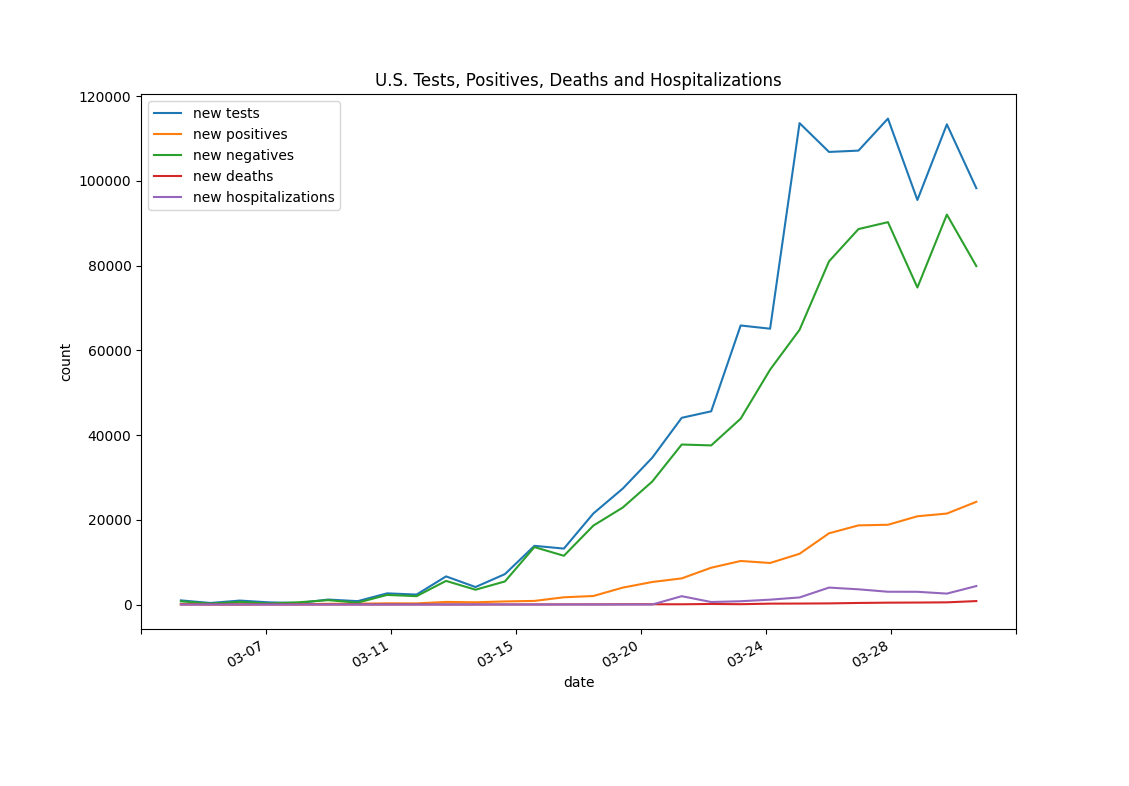 U.S. Tests, Positives, Deaths and Hospitalizations
120000
100000
80000
60000
40000
20000
0
count
new tests
new positives
new negatives
new deaths
new hospitalizations
03-07
03-11
03-15
03-20
03-24
03-28
date